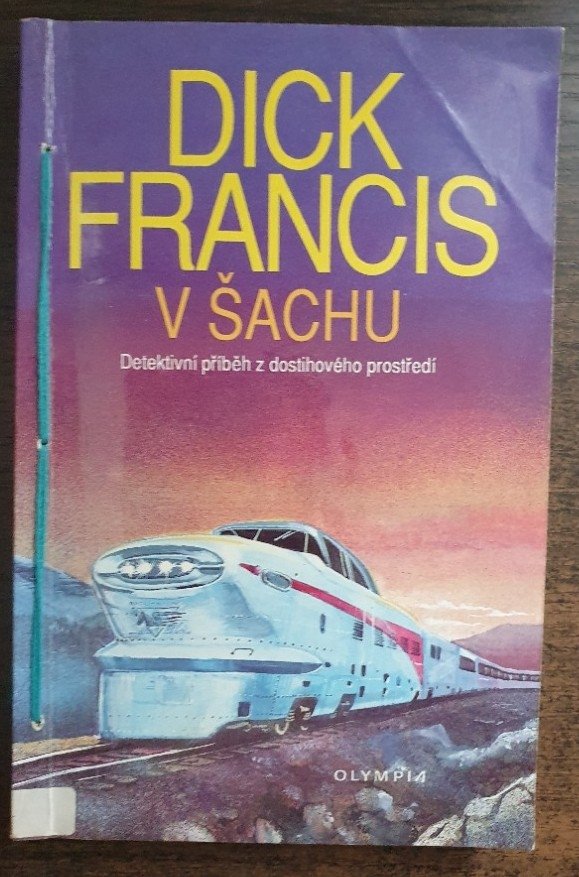 DICK
FRANCIS
V ŠACHU
Detektivní příběh z dostihového prostředí
OLYMPIA